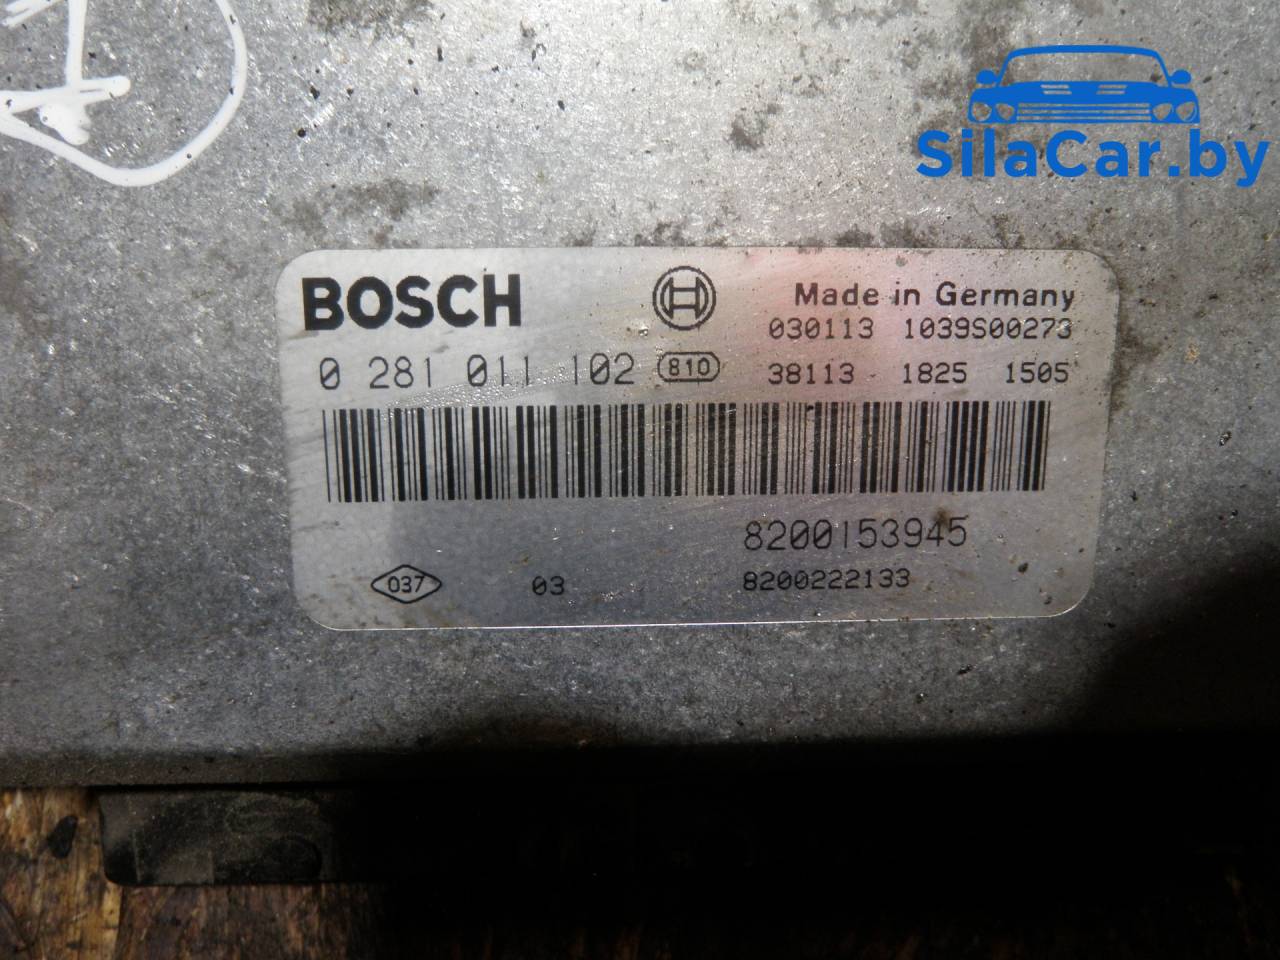 SilaCar.by
BOSCH
Made in Germany
030113 1039S00273
0 281 011 102 810 38113 1825 1505
8200153945
037 03 8200222133